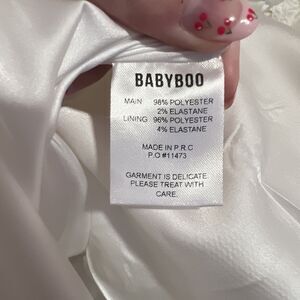 BABYBOO
MAIN 98% POLYESTER
2% ELASTANE
LINING 96% POLYESTER
4% ELASTANE
MADE IN P R C
P.O #11473
GARMENT IS DELICATE.
PLEASE TREAT WITH
CARE.